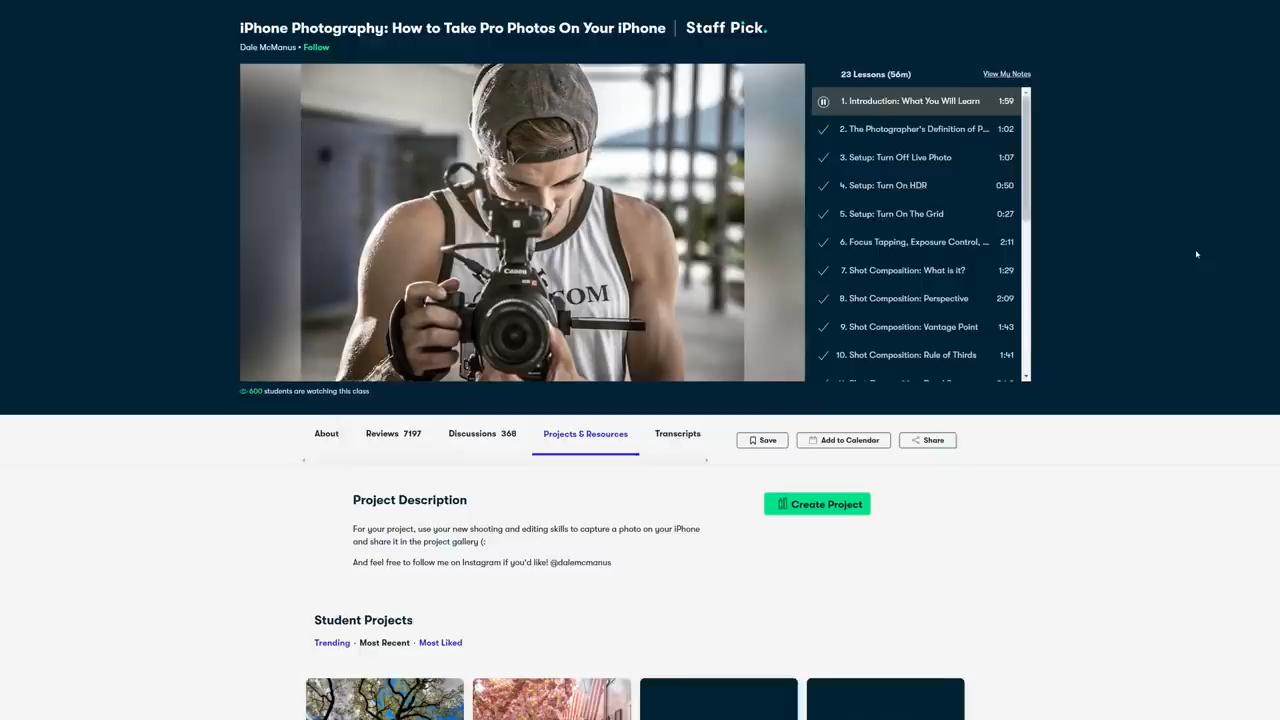 iPhone Photography: How to Take Pro Photos On Your iPhone | Staff Pick.
Dale McManus • Follow
23 Lessons (56m)
View My Notes
1. Introduction: What You Will Learn 1:59
2. The Photographer's Definition of P... 1:02
3. Setup: Turn Off Live Photo 1:07
4. Setup: Turn On HDR 0:50
5. Setup: Turn On The Grid 0:27
6. Focus Tapping, Exposure Control, ... 2:11
7. Shot Composition: What is it? 1:29
8. Shot Composition: Perspective 2:09
9. Shot Composition: Vantage Point 1:43
10. Shot Composition: Rule of Thirds 1:41
Canon
COM
600 students are watching this class
About
Reviews 7197
Discussions 368
Projects & Resources
Transcripts
Save
Add to Calendar
Share
Project Description
Create Project
For your project, use your new shooting and editing skills to capture a photo on your iPhone
and share it in the project gallery (:
And feel free to follow me on Instagram if you'd like! @dalemcmanus
Student Projects
Trending · Most Recent · Most Liked